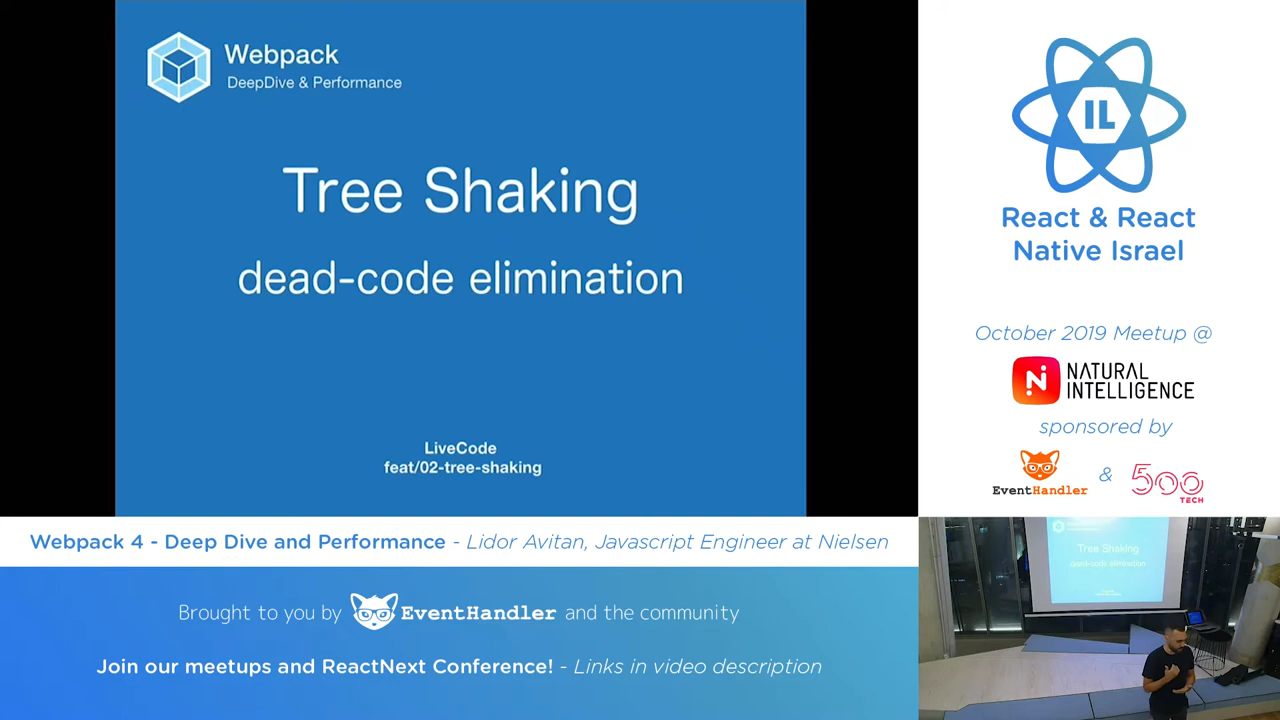 Webpack
DeepDive & Performance
Tree Shaking
dead-code elimination
LiveCode
feat/02-tree-shaking
IL
React & React
Native Israel
October 2019 Meetup @
NATURAL
INTELLIGENCE
sponsored by
EventHandler
&
500
TECH
Webpack 4 - Deep Dive and Performance - Lidor Avitan, Javascript Engineer at Nielsen
Tree Shaking
dead-code elimination
Brought to you by EventHandler and the community
Join our meetups and ReactNext Conference! - Links in video description